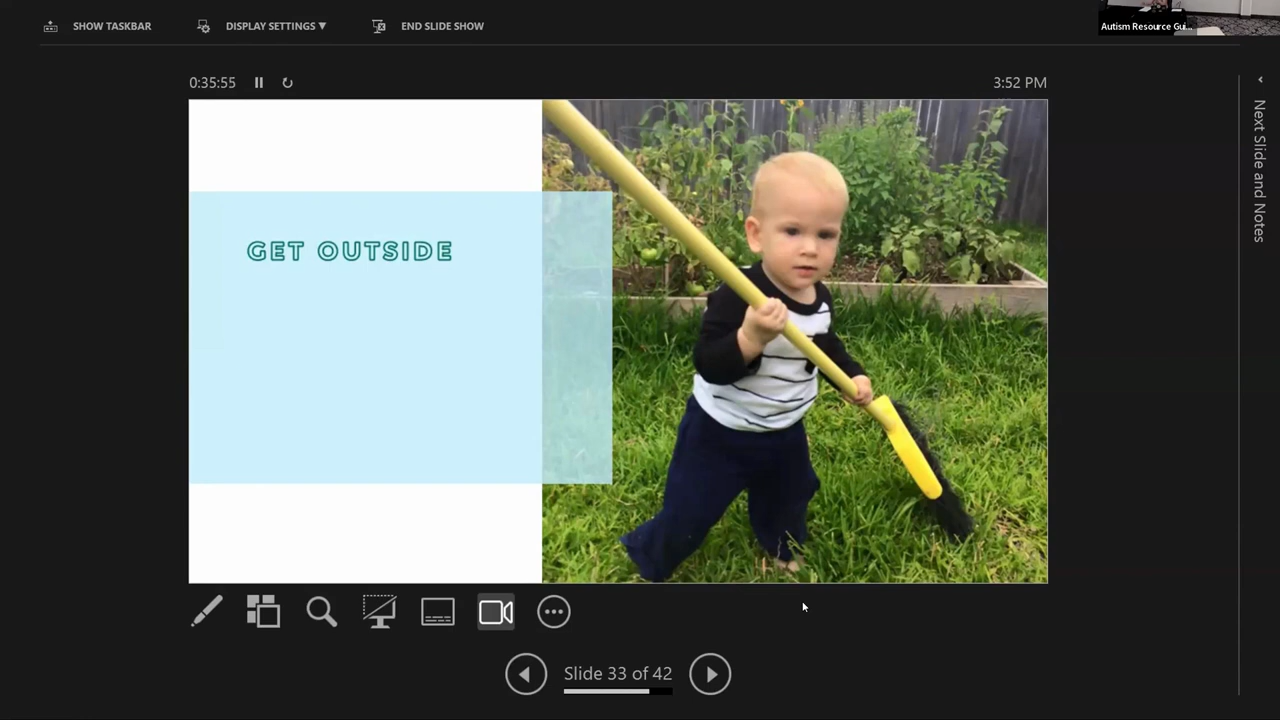 SHOW TASKBAR
DISPLAY SETTINGS ▼
END SLIDE SHOW
Autism Resource Gui...
0:35:55
3:52 PM
Next Slide and Notes
GET OUTSIDE
Slide 33 of 42